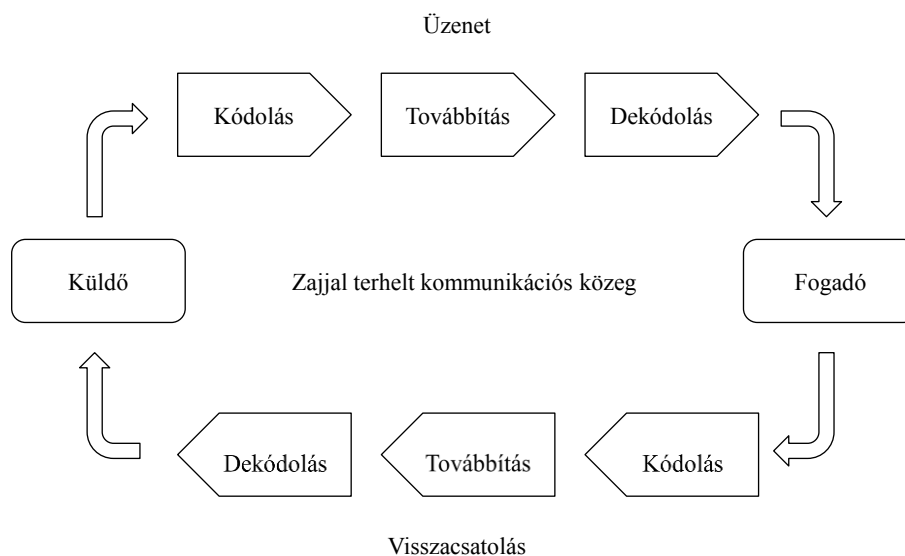 Üzenet
Kódolás
Továbbítás
Dekódolás
Küldő
Zajjal terhelt kommunikációs közeg
Fogadó
Dekódolás
Továbbítás
Kódolás
Visszacsatolás